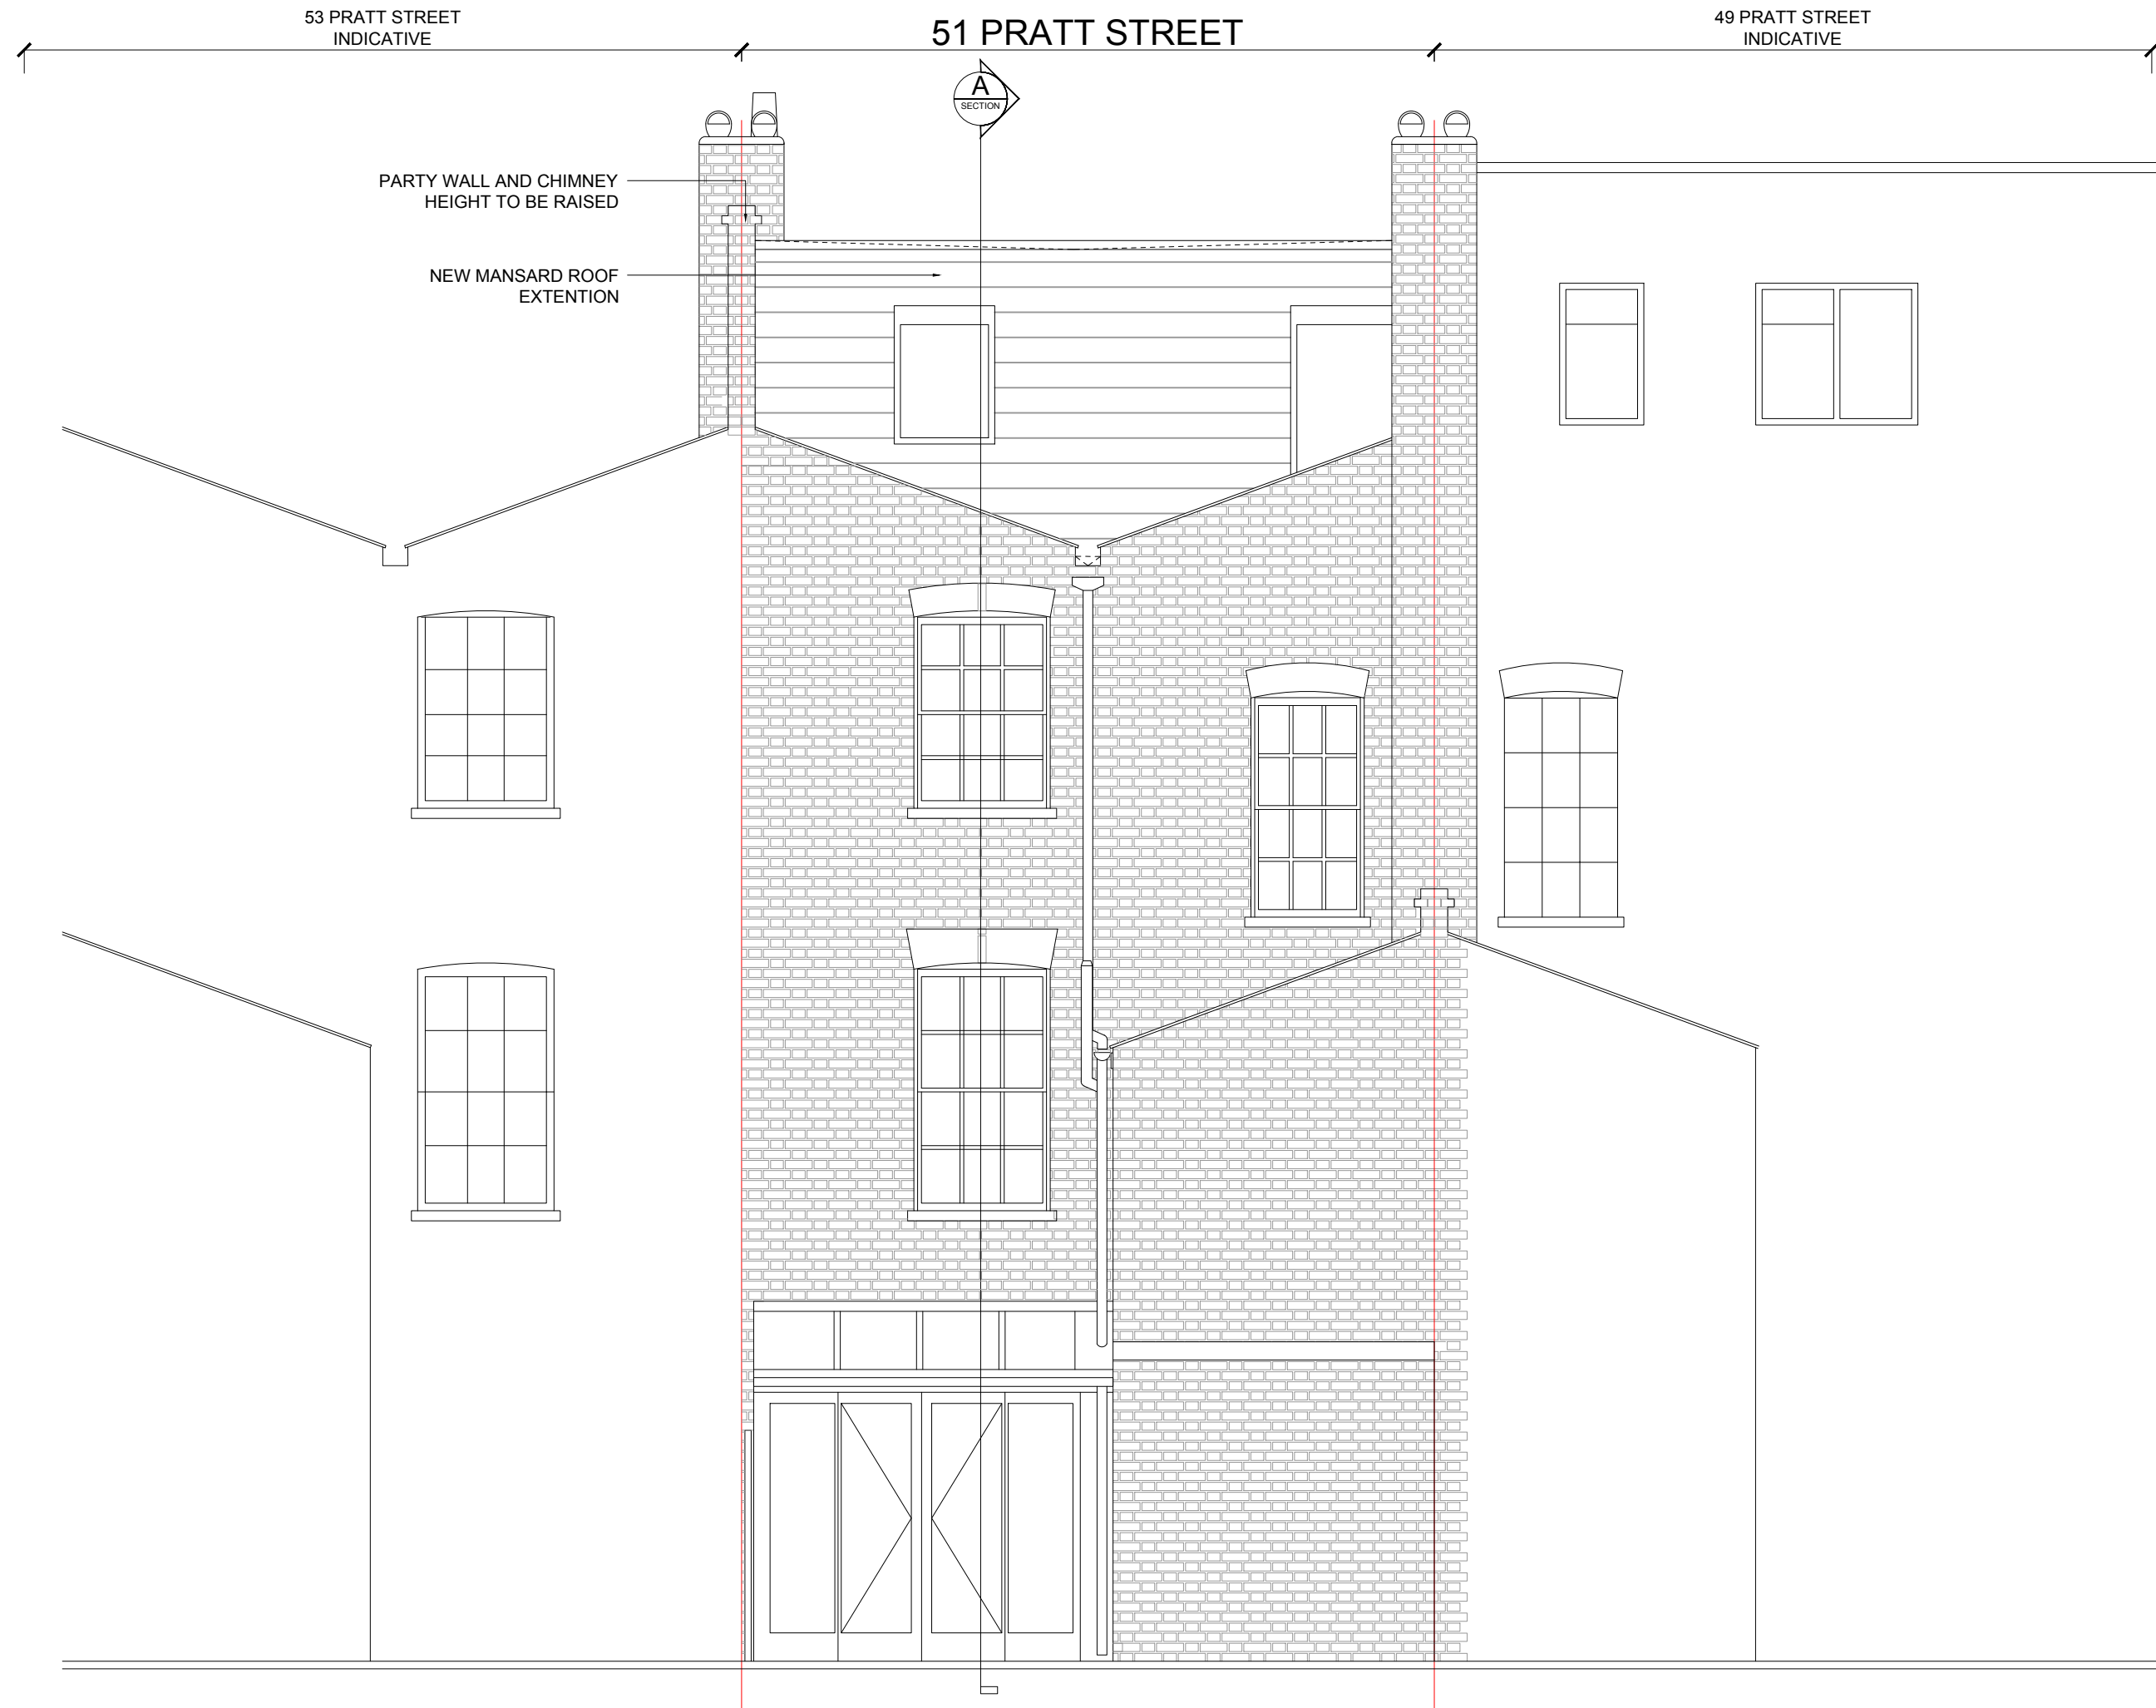 53 PRATT STREET
INDICATIVE
51 PRATT STREET
49 PRATT STREET
INDICATIVE
A
SECTION
PARTY WALL AND CHIMNEY
HEIGHT TO BE RAISED
NEW MANSARD ROOF
EXTENTION